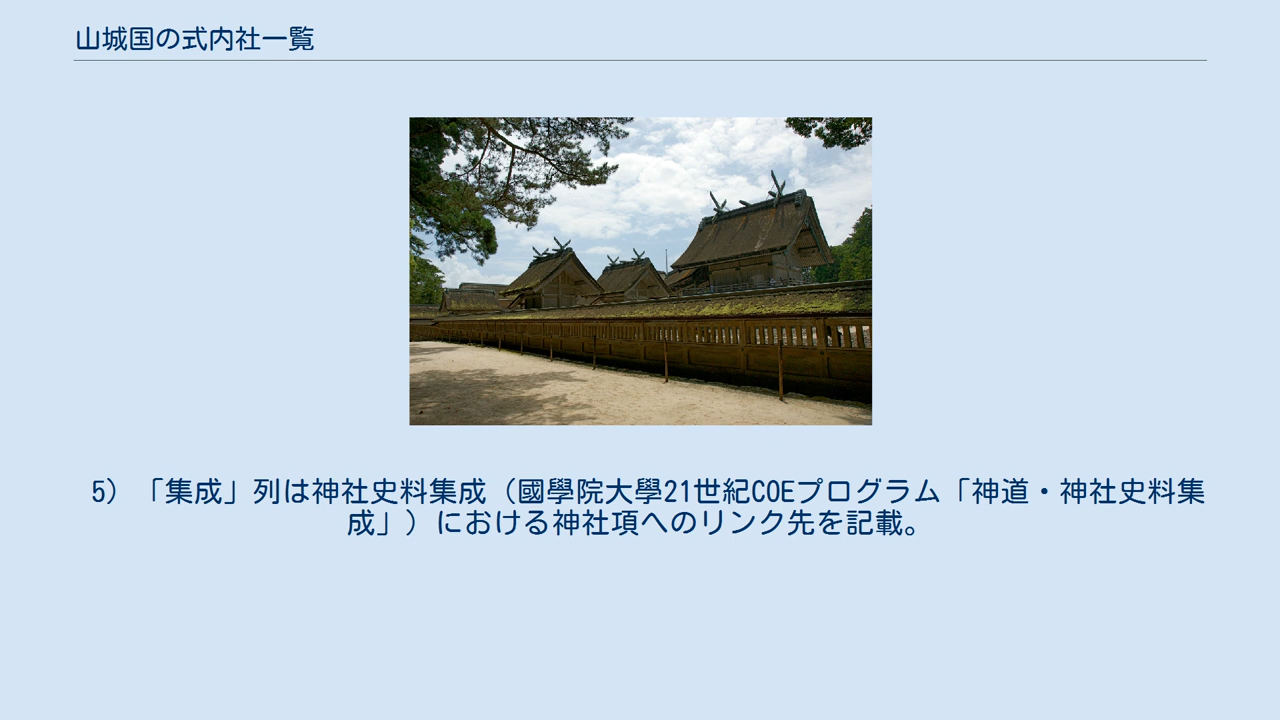 山城国の式内社一覧
5）「集成」列は神社史料集成（國學院大學21世紀COEプログラム「神道・神社史料集
成」）における神社項へのリンク先を記載。